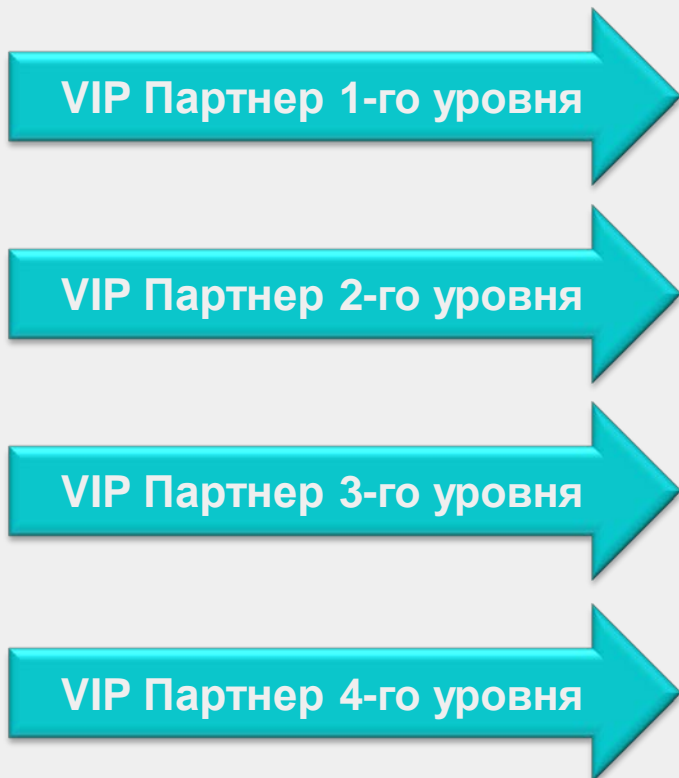 VIP Партнер 1-го уровня
VIP Партнер 2-го уровня
VIP Партнер 3-го уровня
VIP Партнер 4-го уровня